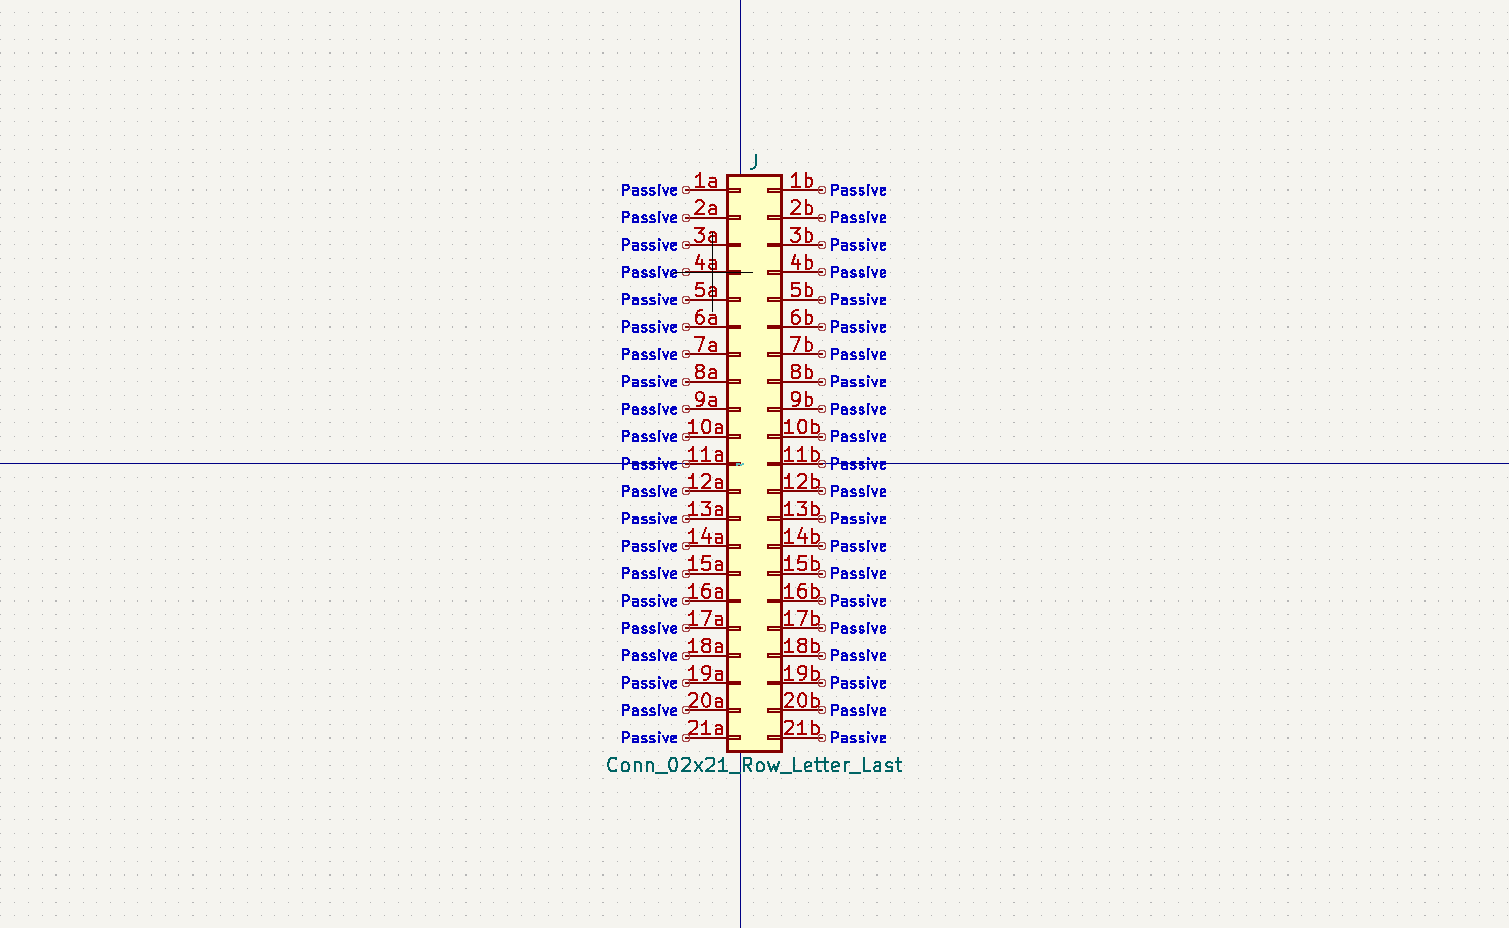 J
Passive 1a 1b Passive
Passive 2a 2b Passive
Passive 3a 3b Passive
Passive 4a 4b Passive
Passive 5a 5b Passive
Passive 6a 6b Passive
Passive 7a 7b Passive
Passive 8a 8b Passive
Passive 9a 9b Passive
Passive 10a 10b Passive
Passive 11a 11b Passive
Passive 12a 12b Passive
Passive 13a 13b Passive
Passive 14a 14b Passive
Passive 15a 15b Passive
Passive 16a 16b Passive
Passive 17a 17b Passive
Passive 18a 18b Passive
Passive 19a 19b Passive
Passive 20a 20b Passive
Passive 21a 21b Passive
Conn_02x21_Row_Letter_Last